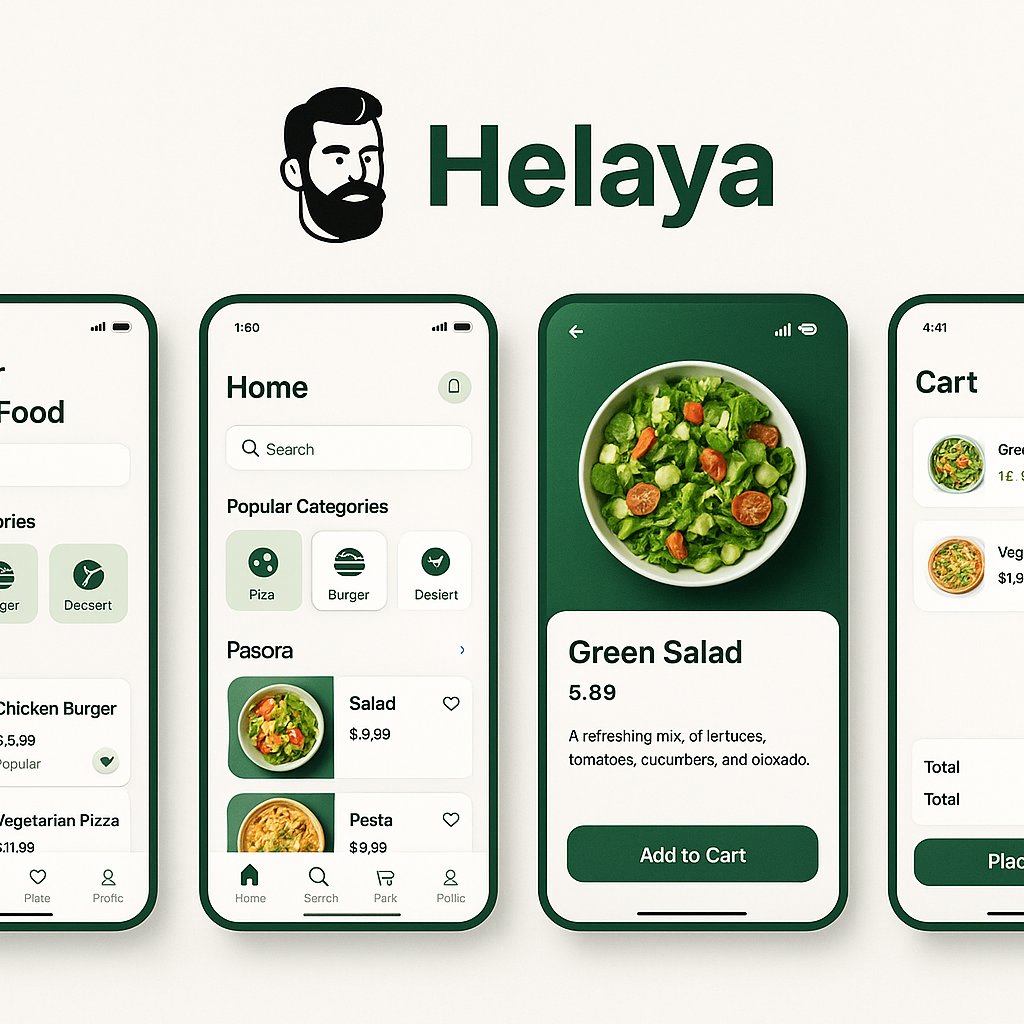 Helaya
r
Food
ories
ger
Decsert
Chicken Burger
$,5,99
Popular
Vegetarian Pizza
$.11.99
Plate
Profic
1:60
Home
Search
Popular Categories
Piza
Burger
Desiert
Pasora
Salad
$.9,99
Pesta
$9,99
Home
Serrch
Park
Pollic
Green Salad
5.89
A refreshing mix, of lertuces,
tomatoes, cucumbers, and oioxado.
Add to Cart
4:41
Cart
Gree
1£.9
Veg
$1,9
Total
Total
Plac